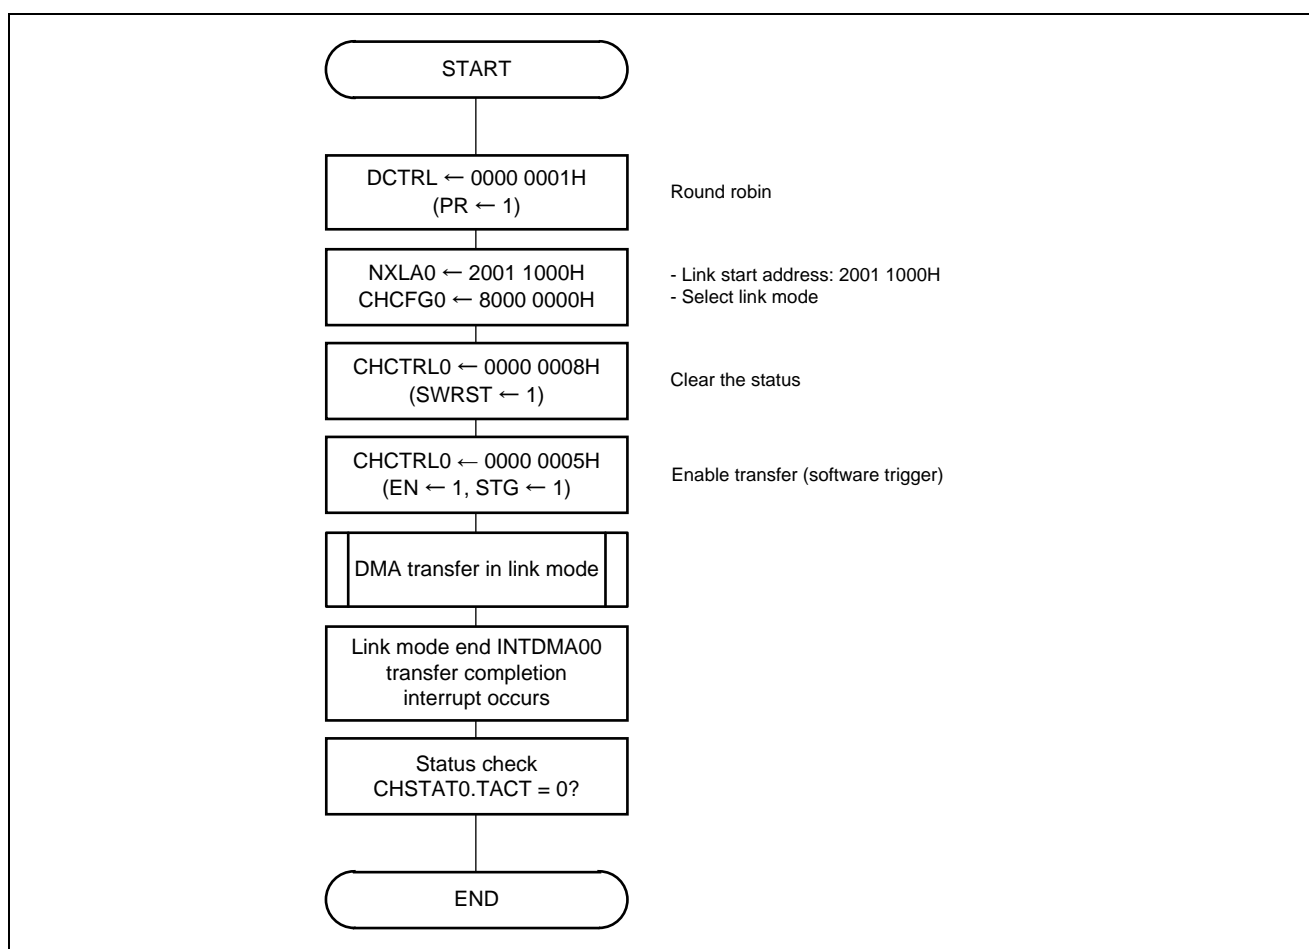 START
DCTRL ← 0000 0001H
(PR ← 1)
Round robin
NXLA0 ← 2001 1000H
CHCFG0 ← 8000 0000H
- Link start address: 2001 1000H
- Select link mode
CHCTRL0 ← 0000 0008H
(SWRST ← 1)
Clear the status
CHCTRL0 ← 0000 0005H
(EN ← 1, STG ← 1)
Enable transfer (software trigger)
DMA transfer in link mode
Link mode end INTDMA00
transfer completion
interrupt occurs
Status check
CHSTAT0.TACT = 0?
END